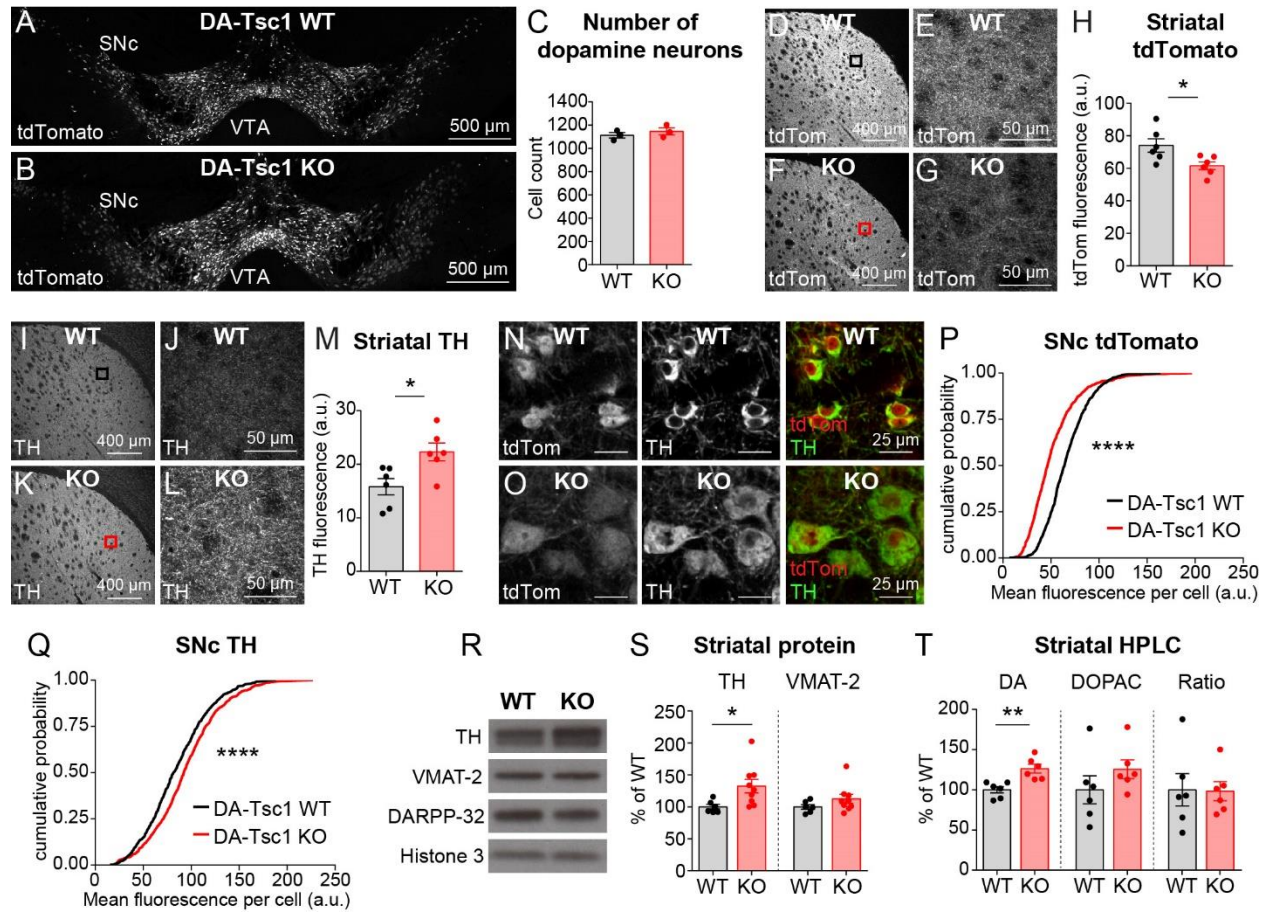 A
DA-Tsc1 WT
SNc
VTA
tdTomato
500 µm
B
DA-Tsc1 KO
SNc
VTA
tdTomato
500 µm
C
Number of
dopamine neurons
1400
1200
1000
800
600
400
200
0
Cell count
WT
KO
D
WT
tdTom
400 µm
E
WT
tdTom
50 µm
F
KO
tdTom
400 µm
G
KO
tdTom
50 µm
H
Striatal
tdTomato
*
100
80
60
40
20
0
tdTom fluorescence (a.u.)
WT
KO
I
WT
TH
400 µm
J
WT
TH
50 µm
K
KO
TH
400 µm
L
KO
TH
50 µm
M
Striatal TH
*
30
20
10
0
TH fluorescence (a.u.)
WT
KO
N
WT
WT
WT
tdTom
TH
tdTom
TH
25 µm
O
KO
KO
KO
tdTom
TH
tdTom
TH
25 µm
P
SNc tdTomato
1.00
0.75
0.50
0.25
0.00
cumulative probability
****
DA-Tsc1 WT
DA-Tsc1 KO
0 50 100 150 200 250
Mean fluorescence per cell (a.u.)
Q
SNc TH
1.00
0.75
0.50
0.25
0.00
cumulative probability
****
DA-Tsc1 WT
DA-Tsc1 KO
0 50 100 150 200 250
Mean fluorescence per cell (a.u.)
R
WT KO
TH
VMAT-2
DARPP-32
Histone 3
S
Striatal protein
TH VMAT-2
*
250
200
150
100
50
0
% of WT
WT KO WT KO
T
Striatal HPLC
DA DOPAC Ratio
**
200
150
100
50
0
% of WT
WT KO WT KO WT KO